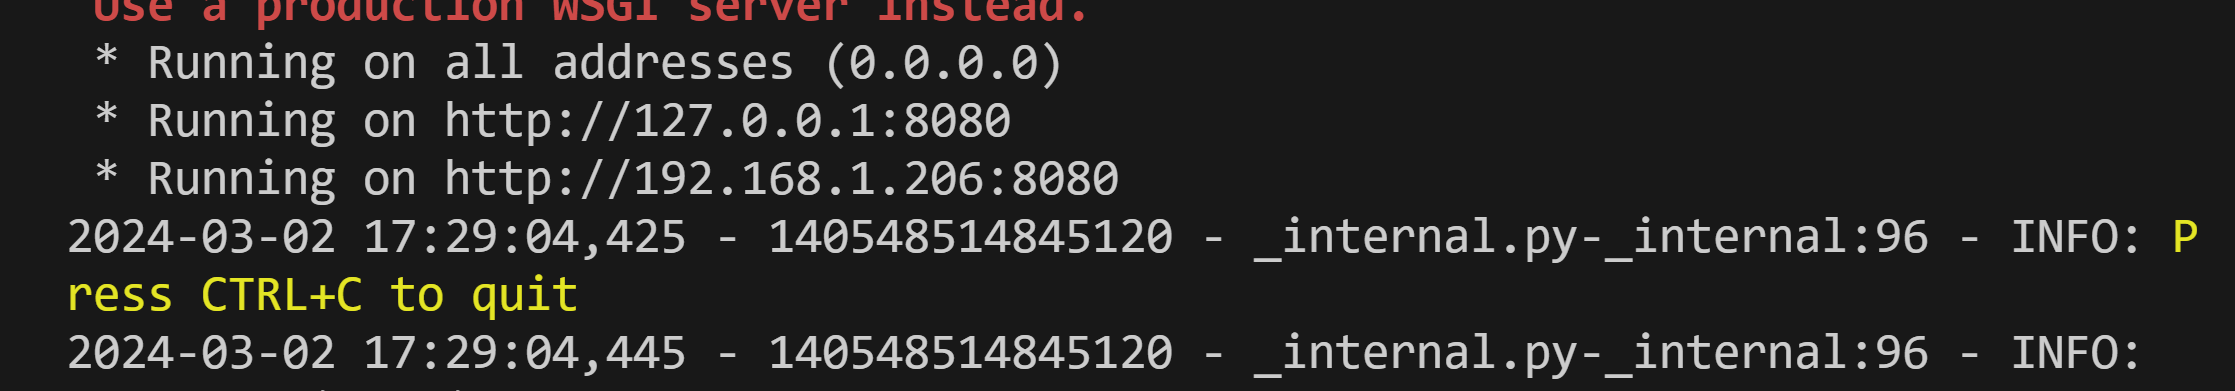 Use a production WSGI server instead.
* Running on all addresses (0.0.0.0)
* Running on http://127.0.0.1:8080
* Running on http://192.168.1.206:8080
2024-03-02 17:29:04,425 - 140548514845120 - _internal.py-_internal:96 - INFO: P
ress CTRL+C to quit
2024-03-02 17:29:04,445 - 140548514845120 - _internal.py-_internal:96 - INFO: